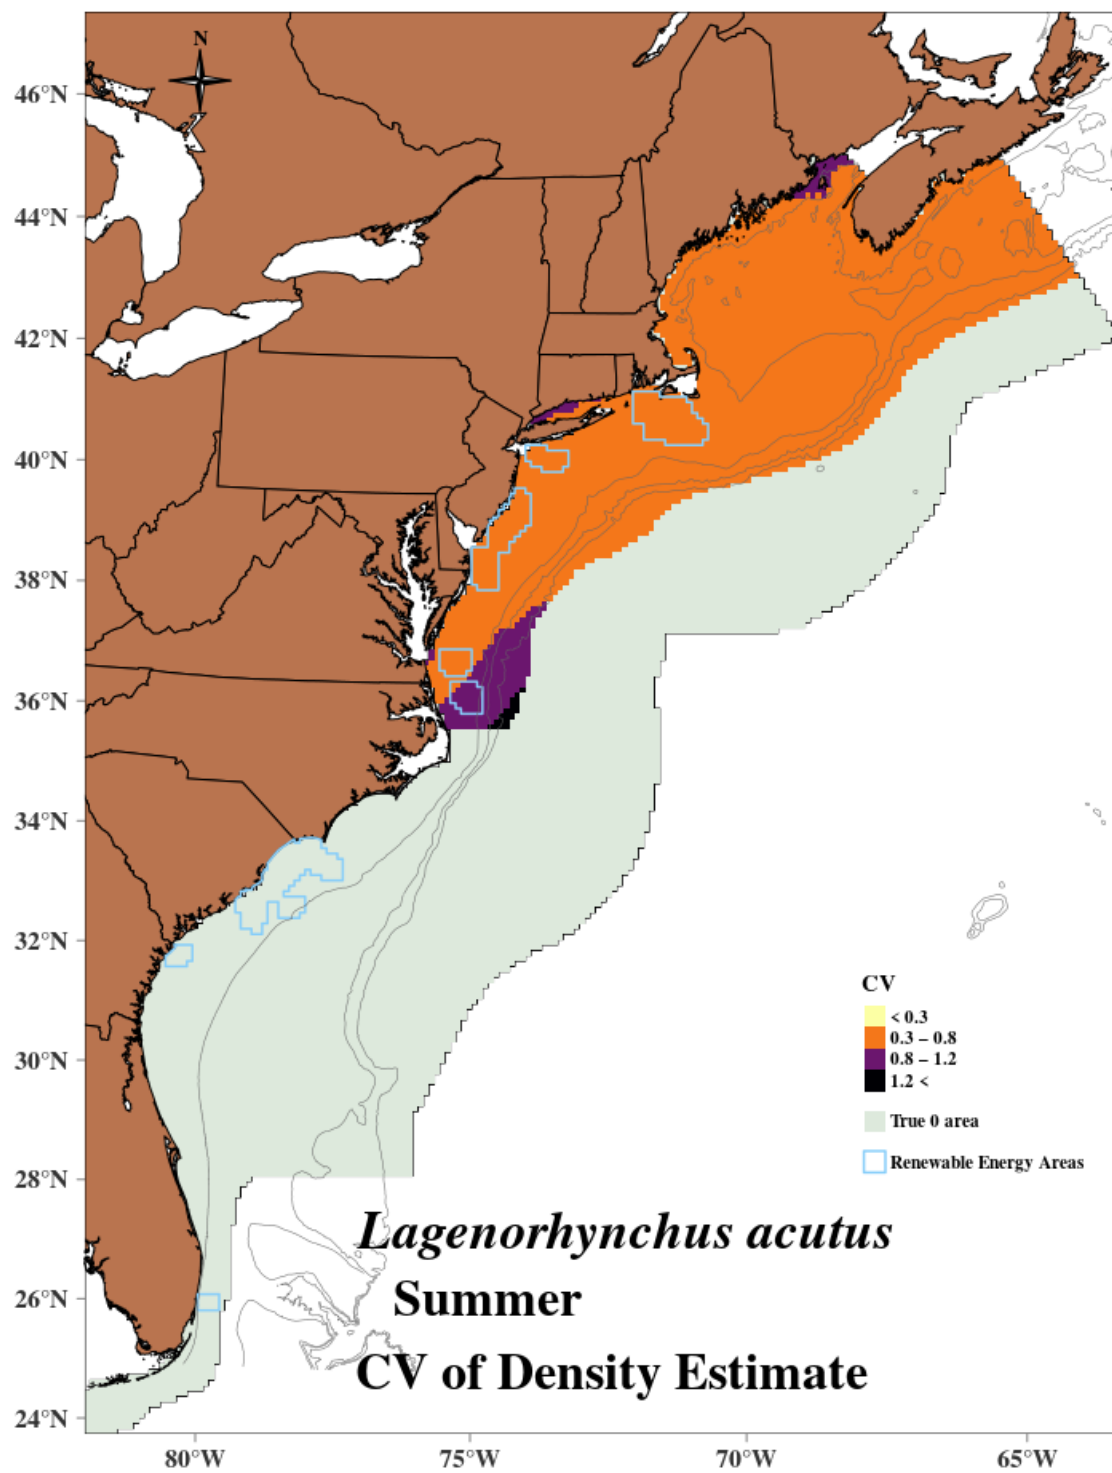 N
46°N
44°N
42°N
40°N
38°N
36°N
34°N
32°N
30°N
28°N
26°N
24°N
CV
< 0.3
0.3 – 0.8
0.8 – 1.2
1.2 <
True 0 area
Renewable Energy Areas
Lagenorhynchus acutus
Summer
CV of Density Estimate
80°W
75°W
70°W
65°W